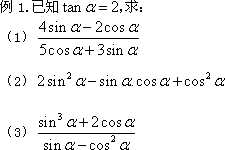 例 1.已知 tan α=2,求:
(1) (4sin α−2cos α)/(5cos α+3sin α)
(2) 2sin²α−sin α.cos α+cos²α
(3) (sin³α+2cos α)/(sin α−cos²α)